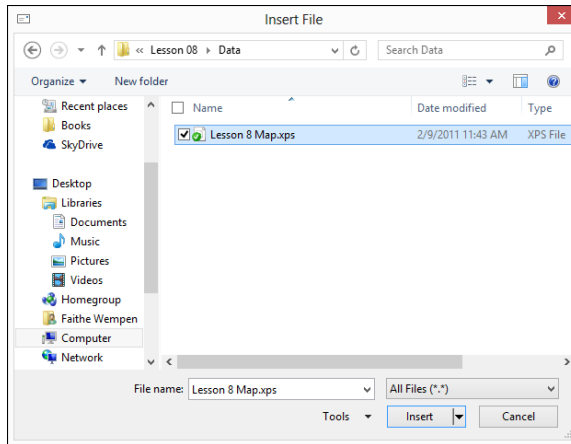 Insert File
« Lesson 08 ▸ Data
Search Data
Organize
New folder
Recent places
Books
SkyDrive
Desktop
Libraries
Documents
Music
Pictures
Videos
Homegroup
Faithe Wempen
Computer
Network
Name Date modified Type
Lesson 8 Map.xps 2/9/2011 11:43 AM XPS File
File name: Lesson 8 Map.xps All Files (*.*)
Tools Insert Cancel